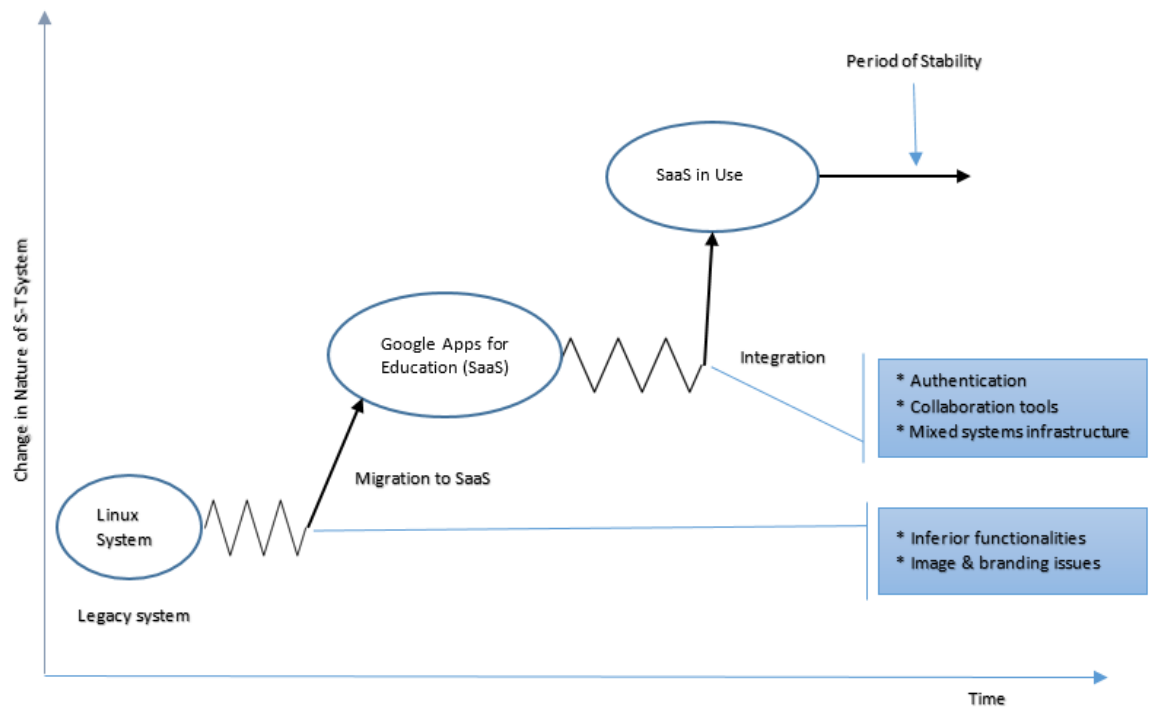 Period of Stability
SaaS in Use
Change in Nature of S-T System
Google Apps for
Education (SaaS)
Integration
* Authentication
* Collaboration tools
* Mixed systems infrastructure
Migration to SaaS
Linux
System
* Inferior functionalities
* Image & branding issues
Legacy system
Time